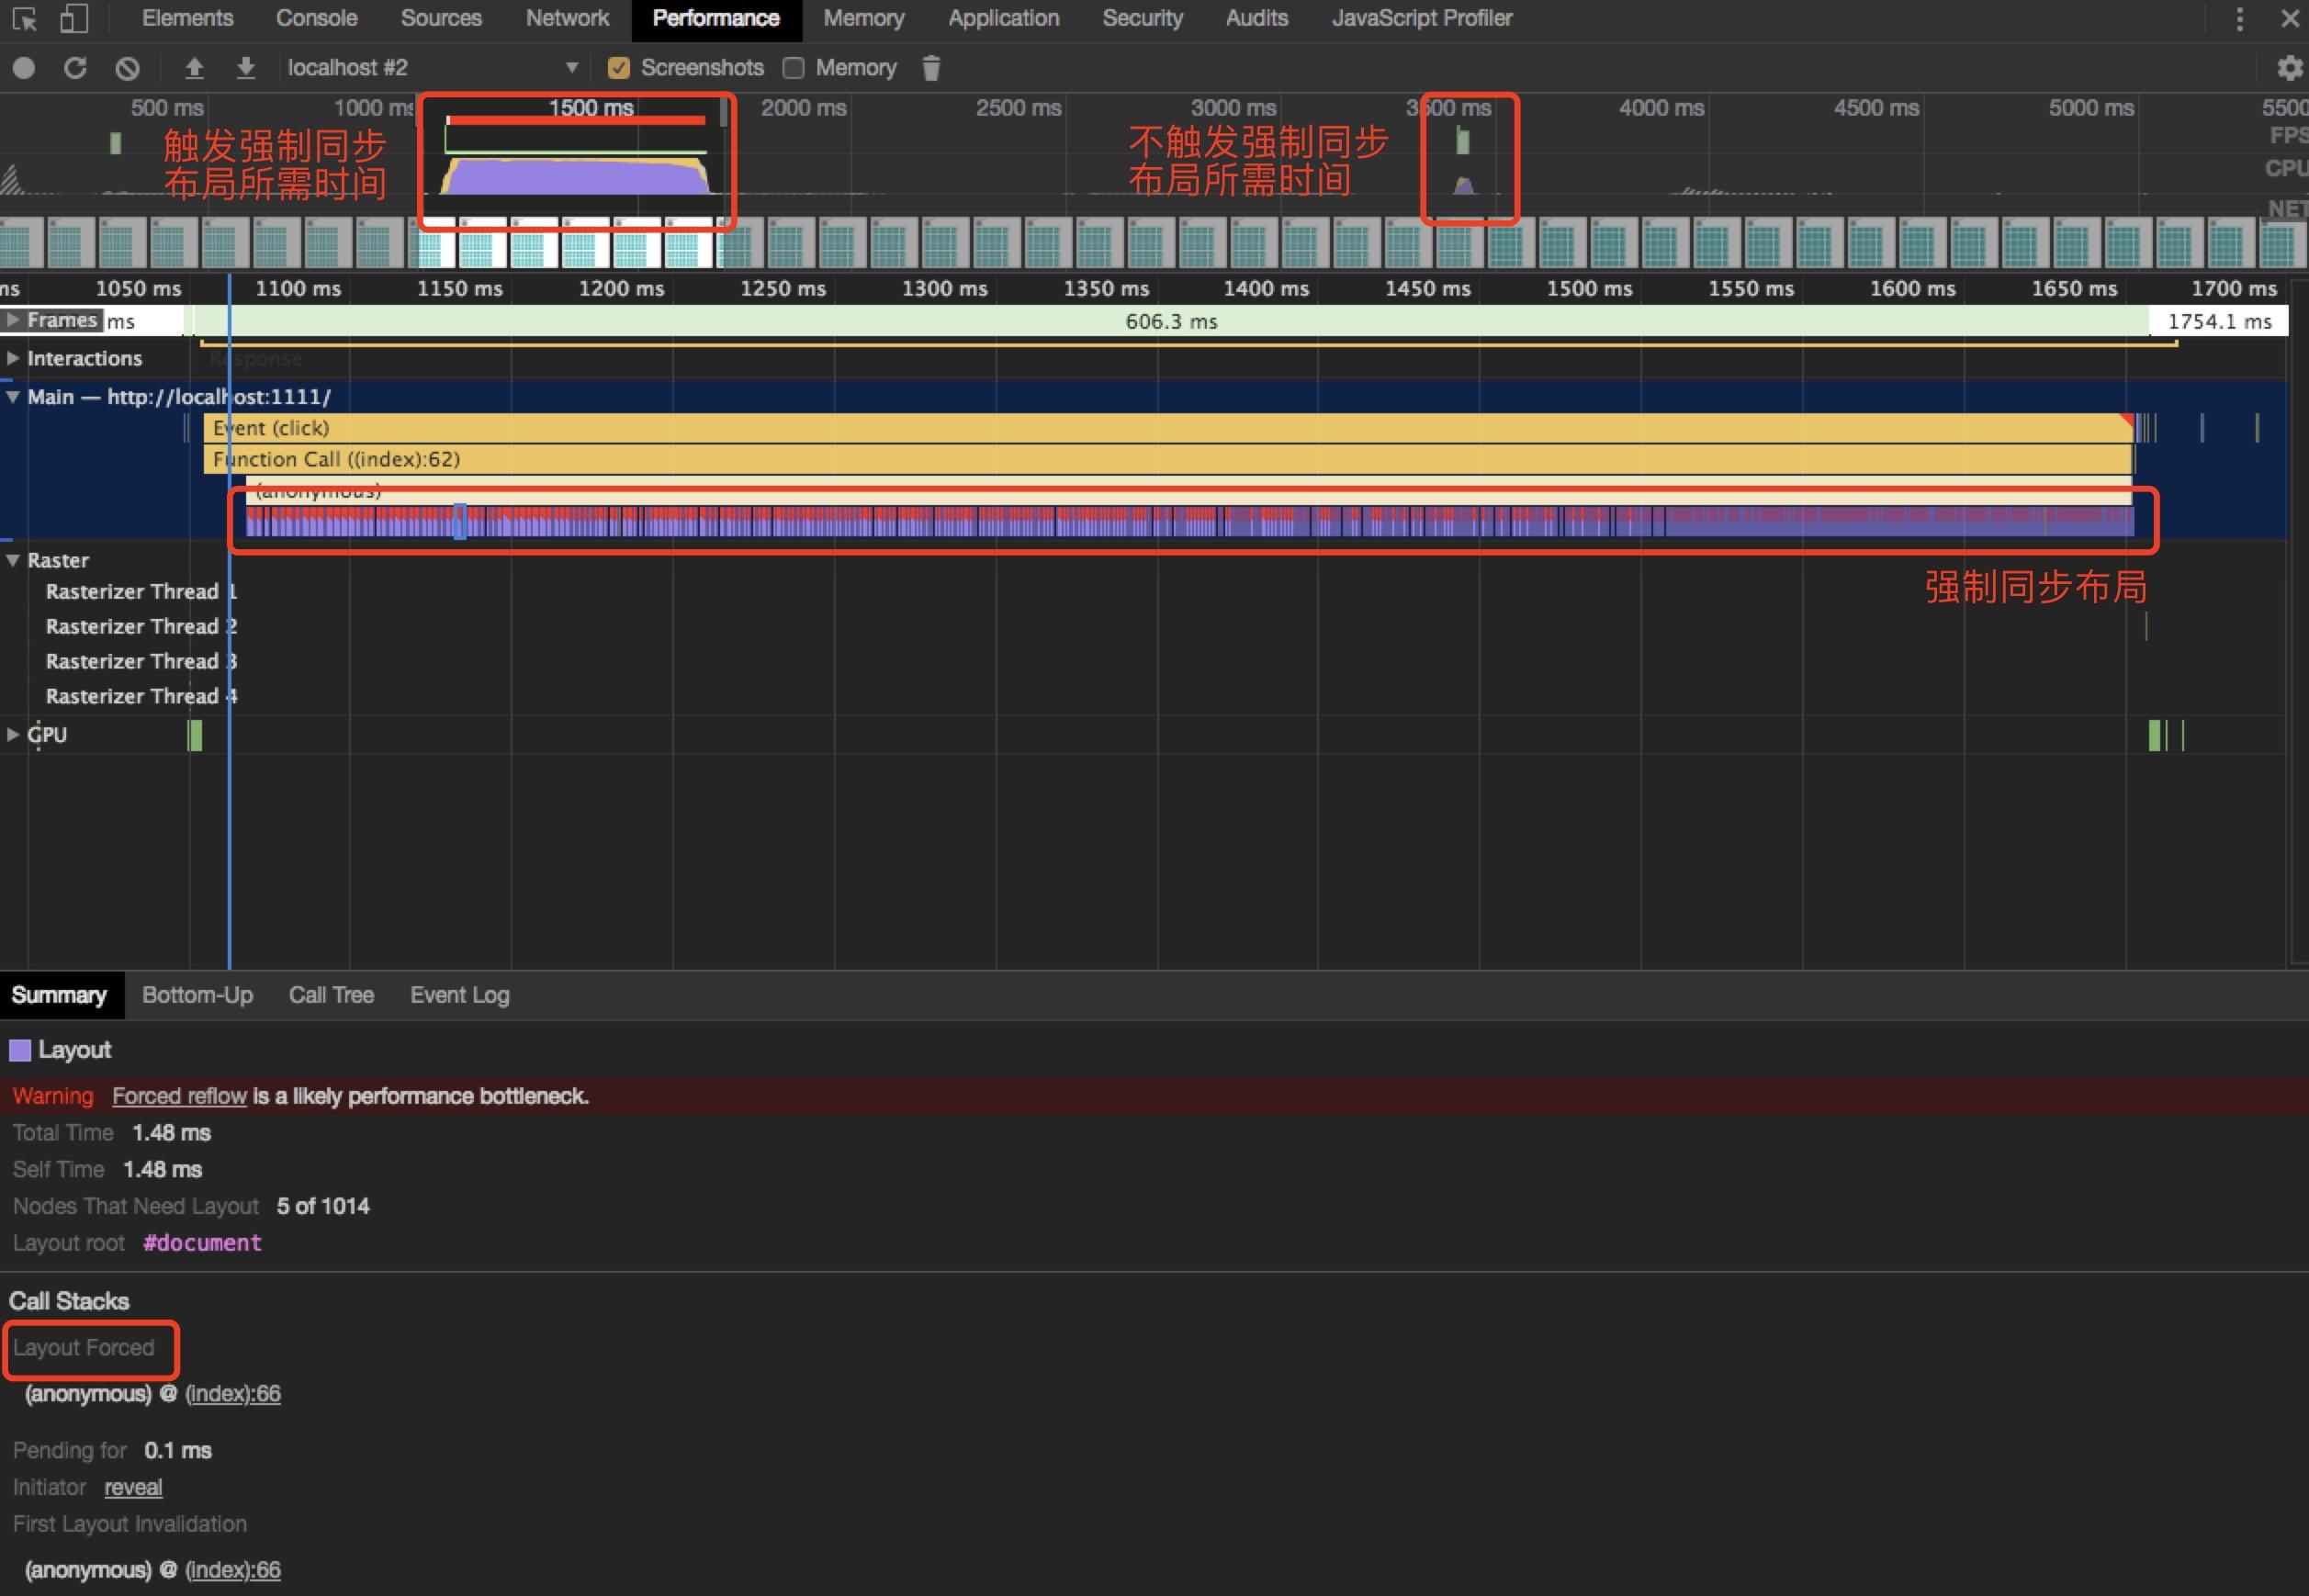 Elements Console Sources Network Performance Memory Application Security Audits JavaScript Profiler
localhost #2 Screenshots Memory
500 ms 1000 ms 1500 ms 2000 ms 2500 ms 3000 ms 3500 ms 4000 ms 4500 ms 5000 ms 5500
FPS
CPU
NET
触发强制同步
布局所需时间
不触发强制同步
布局所需时间
ms 1050 ms 1100 ms 1150 ms 1200 ms 1250 ms 1300 ms 1350 ms 1400 ms 1450 ms 1500 ms 1550 ms 1600 ms 1650 ms 1700 ms
Frames ms 606.3 ms 1754.1 ms
Interactions Response
Main — http://localhost:1111/
Event (click)
Function Call ((index):62)
(anonymous)
强制同步布局
Raster
Rasterizer Thread 1
Rasterizer Thread 2
Rasterizer Thread 3
Rasterizer Thread 4
GPU
Summary Bottom-Up Call Tree Event Log
Layout
Warning Forced reflow is a likely performance bottleneck.
Total Time 1.48 ms
Self Time 1.48 ms
Nodes That Need Layout 5 of 1014
Layout root #document
Call Stacks
Layout Forced
(anonymous) @ (index):66
Pending for 0.1 ms
Initiator reveal
First Layout Invalidation
(anonymous) @ (index):66